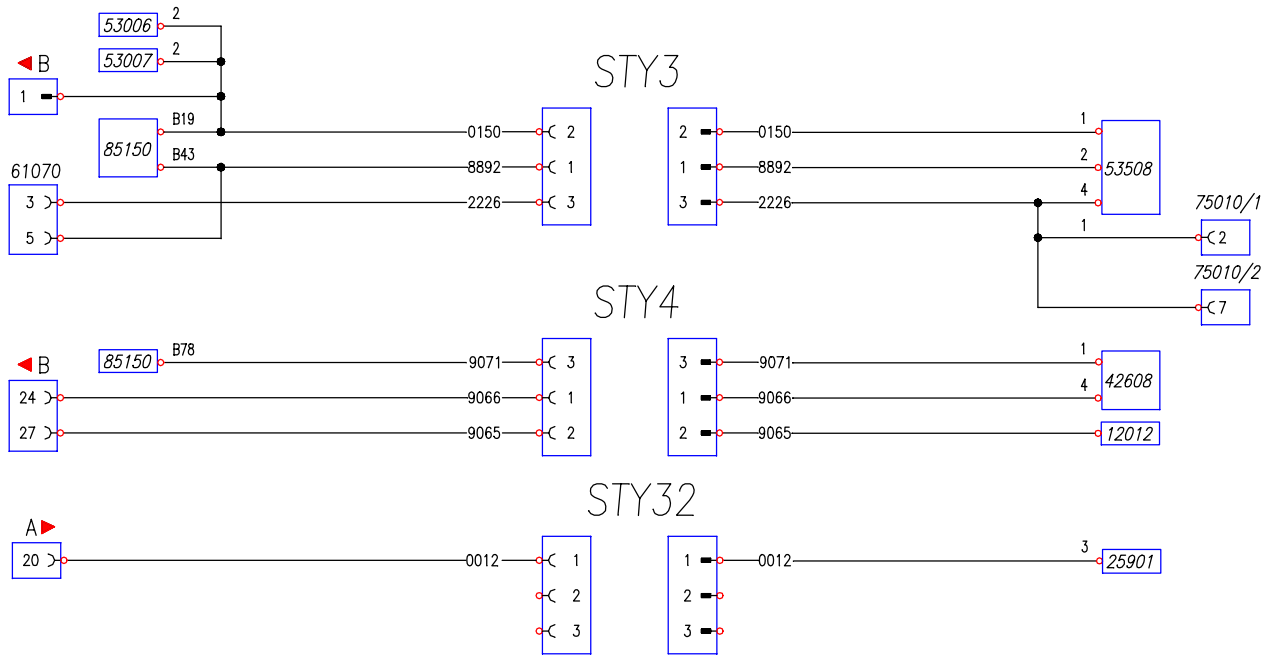 53006 2
53007 2
B
1
STY3
85150 B19 0150 2 2 0150 1
B43 8892 1 1 8892 2 53508
61070
3 2226 3 3 2226 4
75010/1
5 1 2
75010/2
7
STY4
B
85150 B78 9071 3 3 9071 1
24 9066 1 1 9066 4 42608
27 9065 2 2 9065 12012
STY32
A
20 0012 1 1 0012 3 25901
2 2
3 3